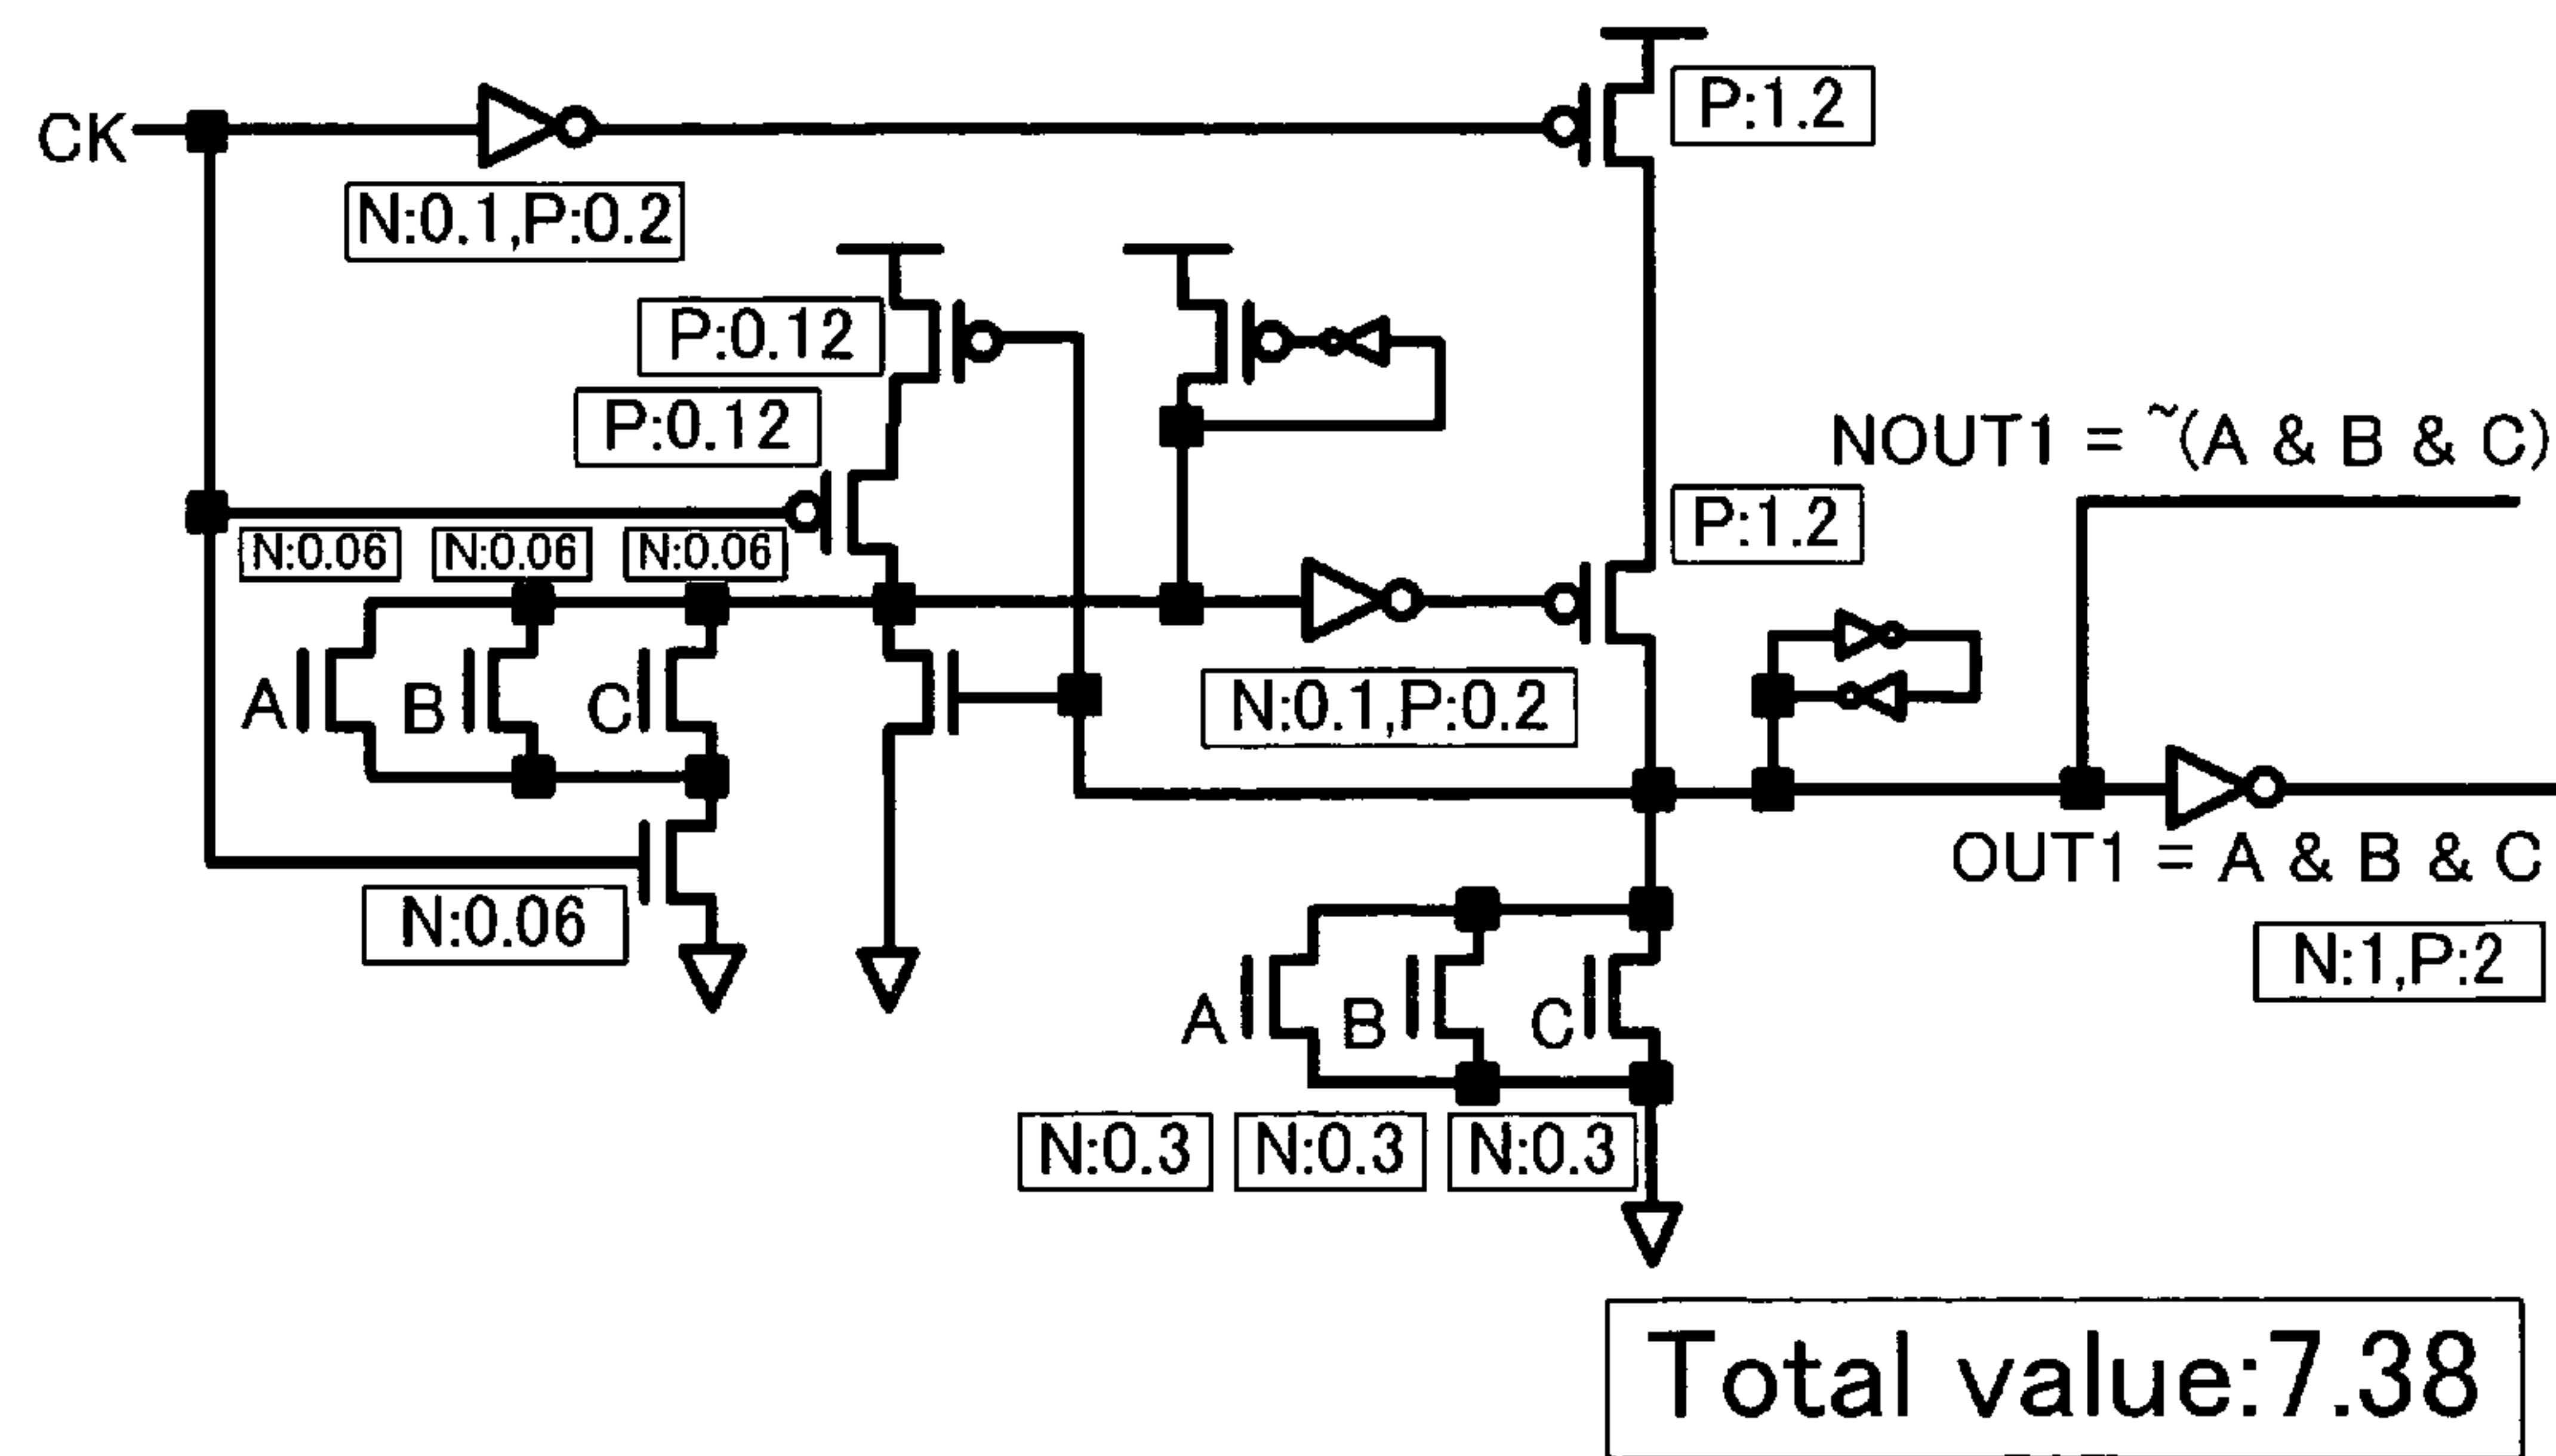 P:1.2
CK
N:0.1,P:0.2
P:0.12
P:0.12
NOUT1 = ~(A & B & C)
P:1.2
N:0.06 N:0.06 N:0.06
A B C
N:0.1,P:0.2
OUT1 = A & B & C
N:0.06
N:1,P:2
A B C
N:0.3 N:0.3 N:0.3
Total value:7.38